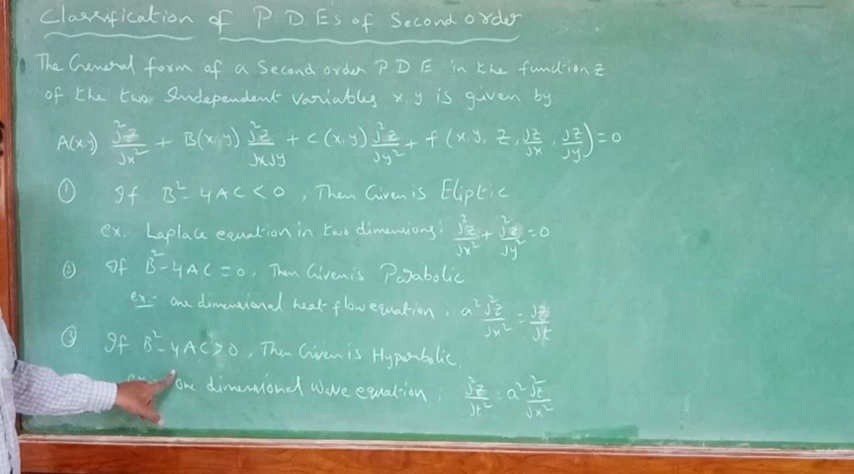 Classification of P D E's of Second order
The General form of a Second order P D E in the function z
of the two Independent variables x, y is given by
A(x,y) ∂²z/∂x² + B(x,y) ∂²z/∂x∂y + C(x,y) ∂²z/∂y² + f(x,y, z, ∂z/∂x, ∂z/∂y) = 0
① If B² - 4AC < 0, Then Given is Eliptic
ex. Laplace equation in two dimensions: ∂²z/∂x² + ∂²z/∂y² = 0
② If B² - 4AC = 0, Then Given is Parabolic
ex:- one dimensional heat flow equation, a² ∂²z/∂x² = ∂z/∂t
③ If B² - 4AC > 0, Then Given is Hyperbolic
ex:- one dimensional Wave equation: ∂²z/∂t² = a² ∂²z/∂x²